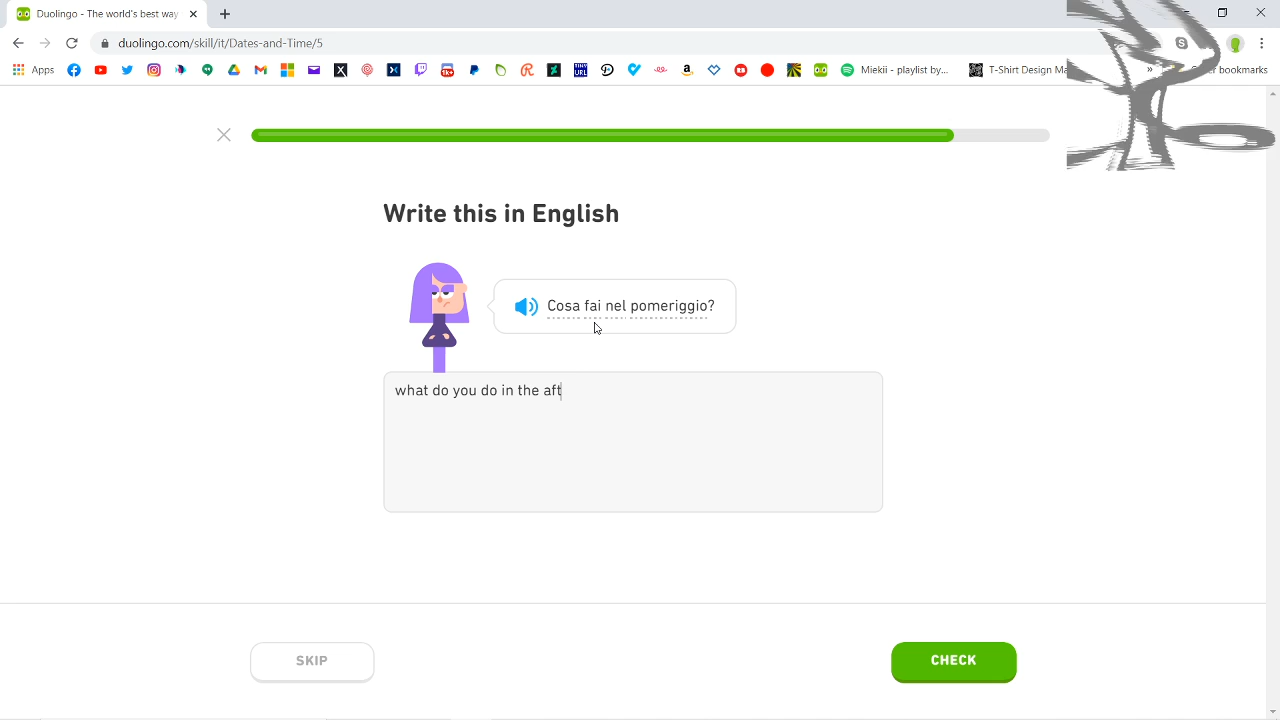 Duolingo - The world's best way
duolingo.com/skill/it/Dates-and-Time/5
Apps
Miekii - playlist by...
T-Shirt Design Ma
bookmarks
Write this in English
Cosa fai nel pomeriggio?
what do you do in the aft
SKIP
CHECK